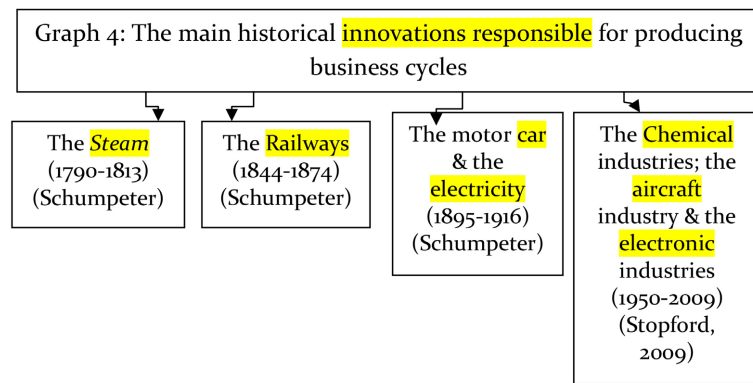 Graph 4: The main historical innovations responsible for producing
business cycles
The Steam
(1790-1813)
(Schumpeter)
The Railways
(1844-1874)
(Schumpeter)
The motor car
& the
electricity
(1895-1916)
(Schumpeter)
The Chemical
industries; the
aircraft
industry & the
electronic
industries
(1950-2009)
(Stopford,
2009)